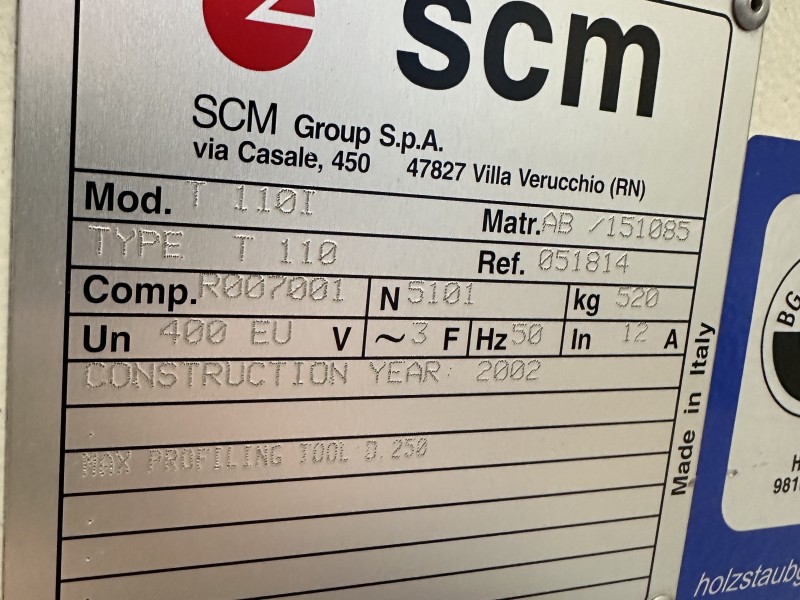 scm
SCM Group S.p.A.
via Casale, 450 47827 Villa Verucchio (RN)
Mod. T 110I Matr. AB /151085
TYPE T 110 Ref. 051814
Comp. R007001 N 5101 kg 520
Un 400 EU V ~ 3 F Hz 50 In 12 A
CONSTRUCTION YEAR: 2002
MAX PROFILING TOOL D. 250
Made in Italy
BG
H
981
holzstaubg